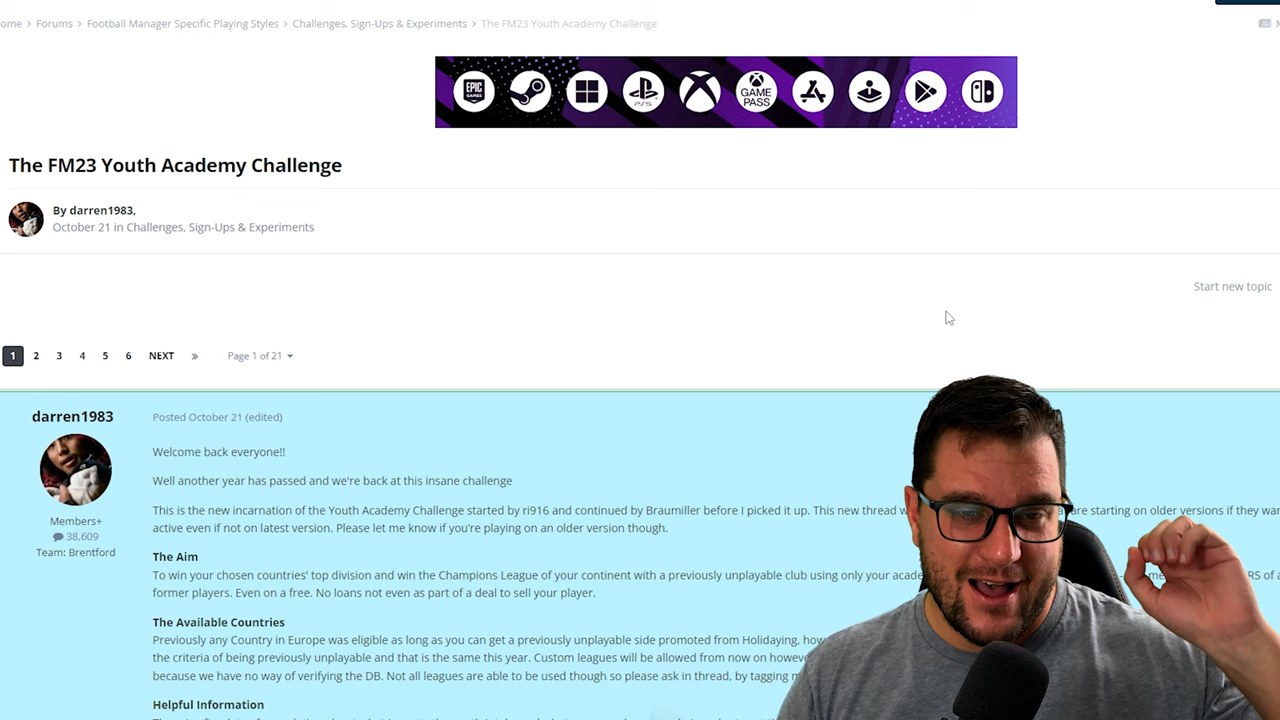 ome > Forums > Football Manager Specific Playing Styles > Challenges, Sign-Ups & Experiments > The FM23 Youth Academy Challenge
EPIC GAMES PS5 GAME PASS
The FM23 Youth Academy Challenge
By darren1983,
October 21 in Challenges, Sign-Ups & Experiments
Start new topic
1 2 3 4 5 6 NEXT » Page 1 of 21
darren1983
Posted October 21 (edited)
Welcome back everyone!!
Well another year has passed and we're back at this insane challenge
This is the new incarnation of the Youth Academy Challenge started by ri916 and continued by Braumiller before I picked it up. This new thread w are starting on older versions if they wan
active even if not on latest version. Please let me know if you're playing on an older version though.
Members+
38,609
Team: Brentford
The Aim
To win your chosen countries' top division and win the Champions League of your continent with a previously unplayable club using only your acade RS of a
former players. Even on a free. No loans not even as part of a deal to sell your player.
The Available Countries
Previously any Country in Europe was eligible as long as you can get a previously unplayable side promoted from Holidaying, how
the criteria of being previously unplayable and that is the same this year. Custom leagues will be allowed from now on howeve
because we have no way of verifying the DB. Not all leagues are able to be used though so please ask in thread, by tagging m
Helpful Information